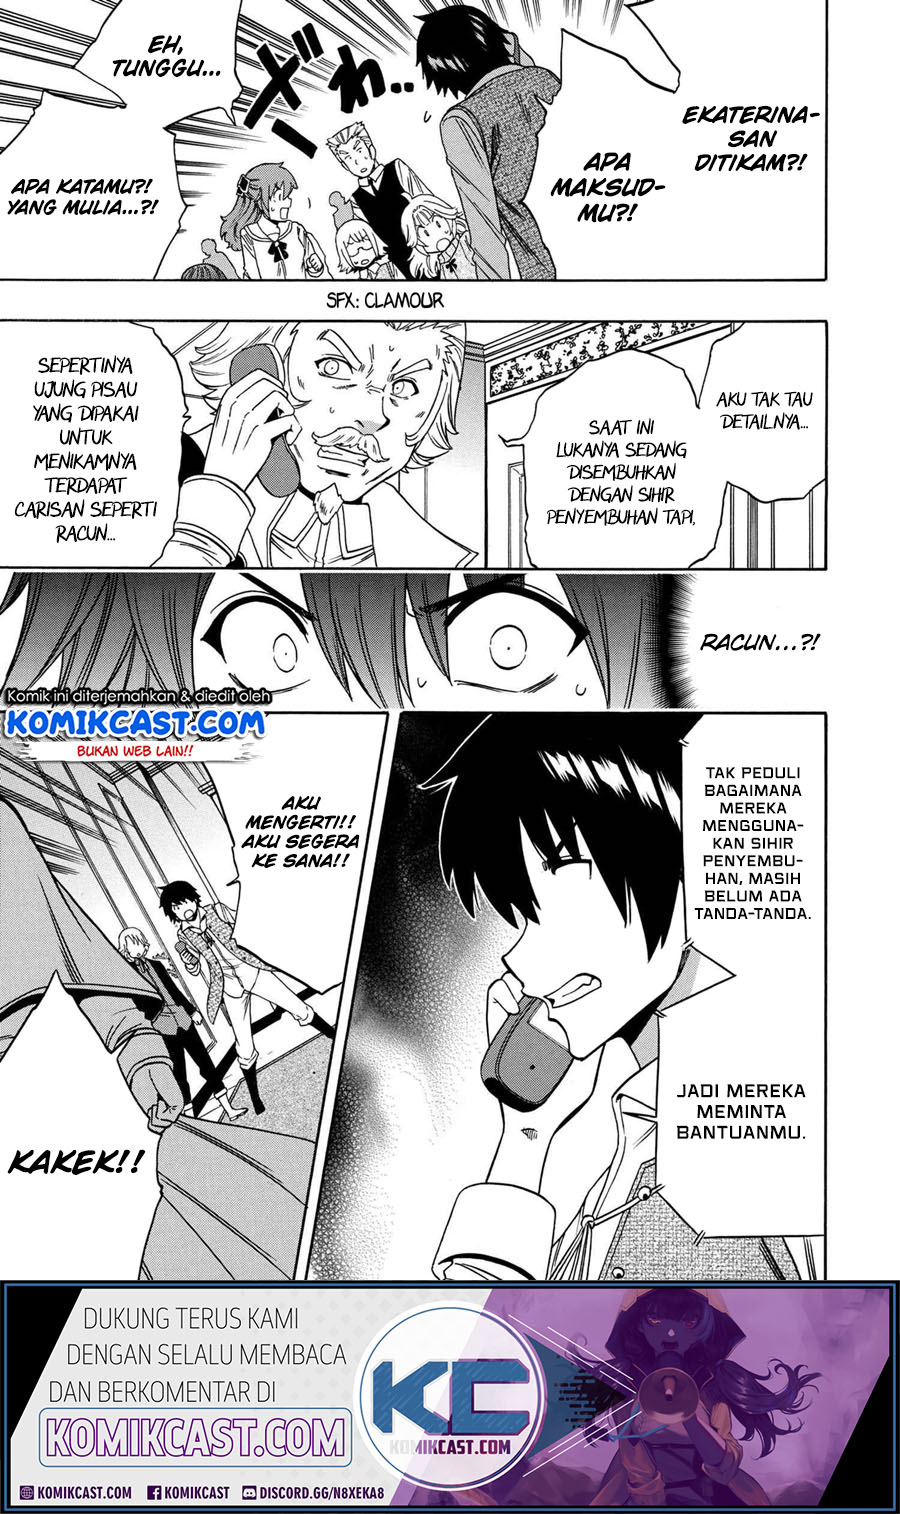 EKATERINA-
SAN
DITIKAM?!
APA
MAKSUD-
MU?!
ざわ..
EH,
TUNGGU...
APA KATAMU?!
YANG MULIA...?!
SFX: CLAMOUR
AKU TAK TAU
DETAILNYA...
SAAT INI
LUKANYA SEDANG
DISEMBUHKAN
DENGAN SIHIR
PENYEMBUHAN TAPI,
SEPERTINYA
UJUNG PISAU
YANG DIPAKAI
UNTUK
MENIKAMNYA
TERDAPAT
CARISAN SEPERTI
RACUN...
RACUN...?!
Komik ini diterjemahkan & diedit oleh
KOMIKCAST.COM
BUKAN WEB LAIN!!
TAK PEDULI
BAGAIMANA
MEREKA
MENGGUNA-
KAN SIHIR
PENYEMBU-
HAN, MASIH
BELUM ADA
TANDA-TANDA.
JADI MEREKA
MEMINTA
BANTUANMU.
AKU
MENGERTI!!
AKU SEGERA
KE SANA!!
KAKEK!!
DUKUNG TERUS KAMI
DENGAN SELALU MEMBACA
DAN BERKOMENTAR DI
KOMIKCAST.COM
KOMIKCAST.COM KOMIKCAST DISCORD.GG/N8XEKA8
KC
KOMIKCAST.COM